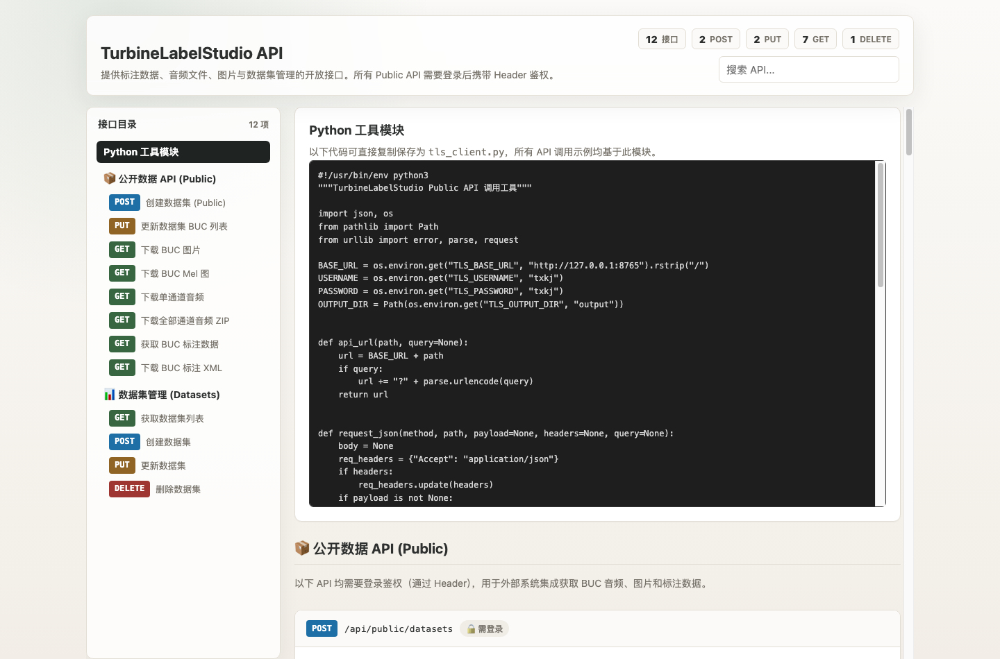 TurbineLabelStudio API
提供标注数据、音频文件、图片与数据集管理的开放接口。所有 Public API 需要登录后携带 Header 鉴权。
12 接口
2 POST
2 PUT
7 GET
1 DELETE
搜索 API...
接口目录
12 项
Python 工具模块
📦 公开数据 API (Public)
POST 创建数据集 (Public)
PUT 更新数据集 BUC 列表
GET 下载 BUC 图片
GET 下载 BUC Mel 图
GET 下载单通道音频
GET 下载全部通道音频 ZIP
GET 获取 BUC 标注数据
GET 下载 BUC 标注 XML
📊 数据集管理 (Datasets)
GET 获取数据集列表
POST 创建数据集
PUT 更新数据集
DELETE 删除数据集
Python 工具模块
以下代码可直接复制保存为 tls_client.py，所有 API 调用示例均基于此模块。
#!/usr/bin/env python3
"""TurbineLabelStudio Public API 调用工具"""
import json, os
from pathlib import Path
from urllib import error, parse, request
BASE_URL = os.environ.get("TLS_BASE_URL", "http://127.0.0.1:8765").rstrip("/")
USERNAME = os.environ.get("TLS_USERNAME", "txkj")
PASSWORD = os.environ.get("TLS_PASSWORD", "txkj")
OUTPUT_DIR = Path(os.environ.get("TLS_OUTPUT_DIR", "output"))
def api_url(path, query=None):
    url = BASE_URL + path
    if query:
        url += "?" + parse.urlencode(query)
    return url
def request_json(method, path, payload=None, headers=None, query=None):
    body = None
    req_headers = {"Accept": "application/json"}
    if headers:
        req_headers.update(headers)
    if payload is not None:
📦 公开数据 API (Public)
以下 API 均需要登录鉴权（通过 Header），用于外部系统集成获取 BUC 音频、图片和标注数据。
POST /api/public/datasets 🔒 需登录